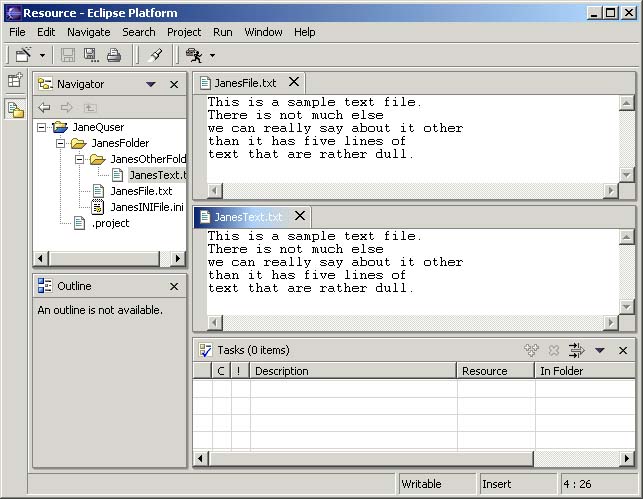 Resource - Eclipse Platform
File Edit Navigate Search Project Run Window Help
Navigator
JaneQuser
JanesFolder
JanesOtherFold
JanesText.t
JanesFile.txt
JanesINIFile.ini
.project
Outline
An outline is not available.
JanesFile.txt
This is a sample text file.
There is not much else
we can really say about it other
than it has five lines of
text that are rather dull.
JanesText.txt
This is a sample text file.
There is not much else
we can really say about it other
than it has five lines of
text that are rather dull.
Tasks (0 items)
C ! Description Resource In Folder
Writable Insert 4 : 26